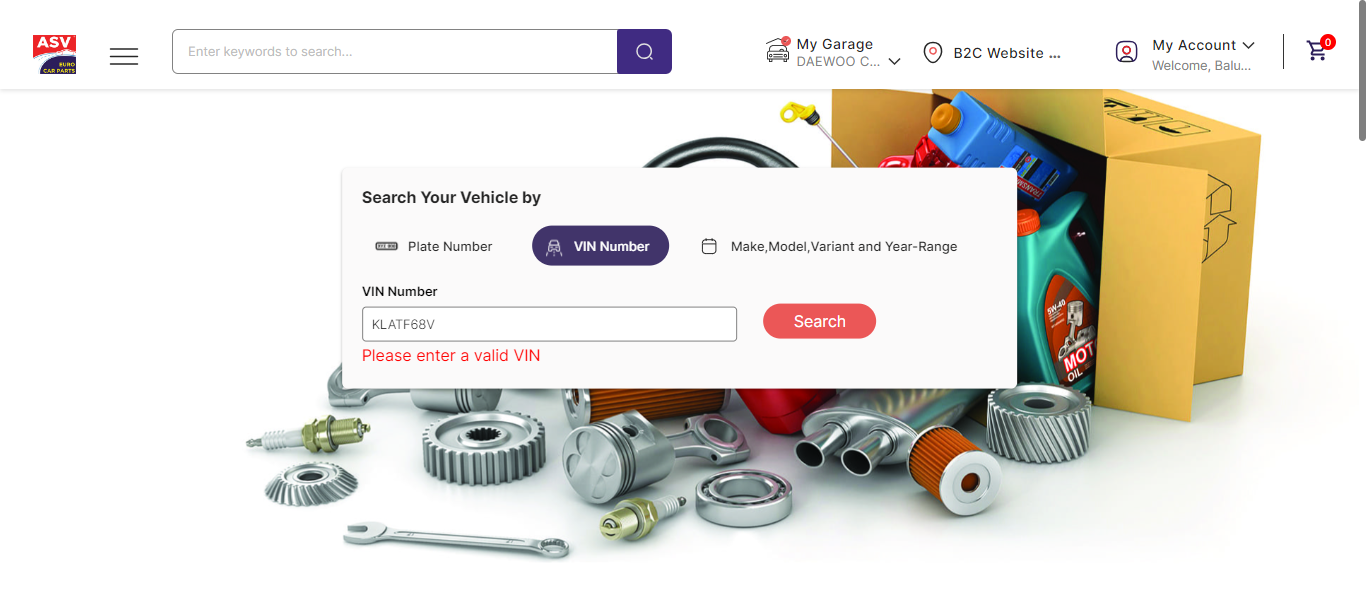 ASV
EURO
CAR PARTS
Enter keywords to search...
My Garage
DAEWOO C...
B2C Website ...
My Account
Welcome, Balu...
0
Search Your Vehicle by
Plate Number
VIN Number
Make,Model,Variant and Year-Range
VIN Number
KLATF68V
Search
Please enter a valid VIN
5W-40
MOT
OIL